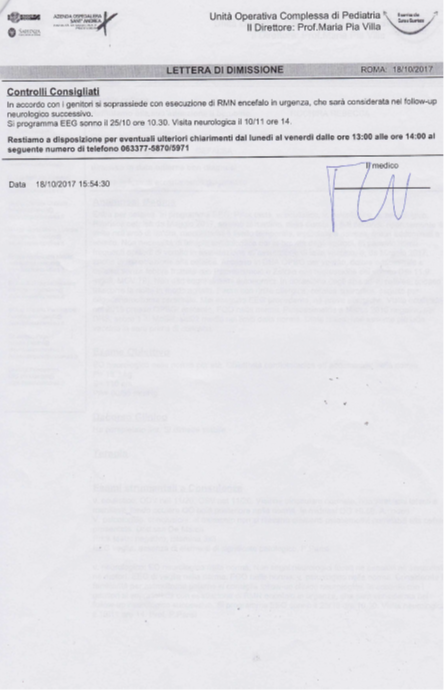 AZIENDA OSPEDALIERA
SANT'ANDREA
SAPIENZA
Unità Operativa Complessa di Pediatria
Il Direttore: Prof.Maria Pia Villa
LETTERA DI DIMISSIONE
ROMA: 18/10/2017
Controlli Consigliati
In accordo con i genitori si soprassiede con esecuzione di RMN encefalo in urgenza, che sarà considerata nel follow-up
neurologico successivo.
Si programma EEG sonno il 25/10 ore 10.30. Visita neurologica il 10/11 ore 14.
Restiamo a disposizione per eventuali ulteriori chiarimenti dal lunedì al venerdì dalle ore 13:00 alle ore 14:00 al
seguente numero di telefono 063377-5870/5971
Il medico
Data 18/10/2017 15:54:30